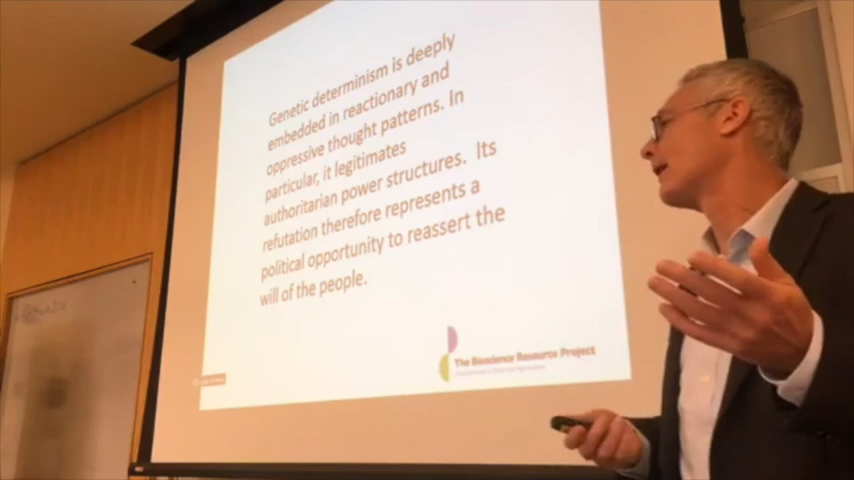 Genetic determinism is deeply
embedded in reactionary and
oppressive thought patterns. In
particular, it legitimates
authoritarian power structures. Its
refutation therefore represents a
political opportunity to reassert the
will of the people.
The Bioscience Resource Project